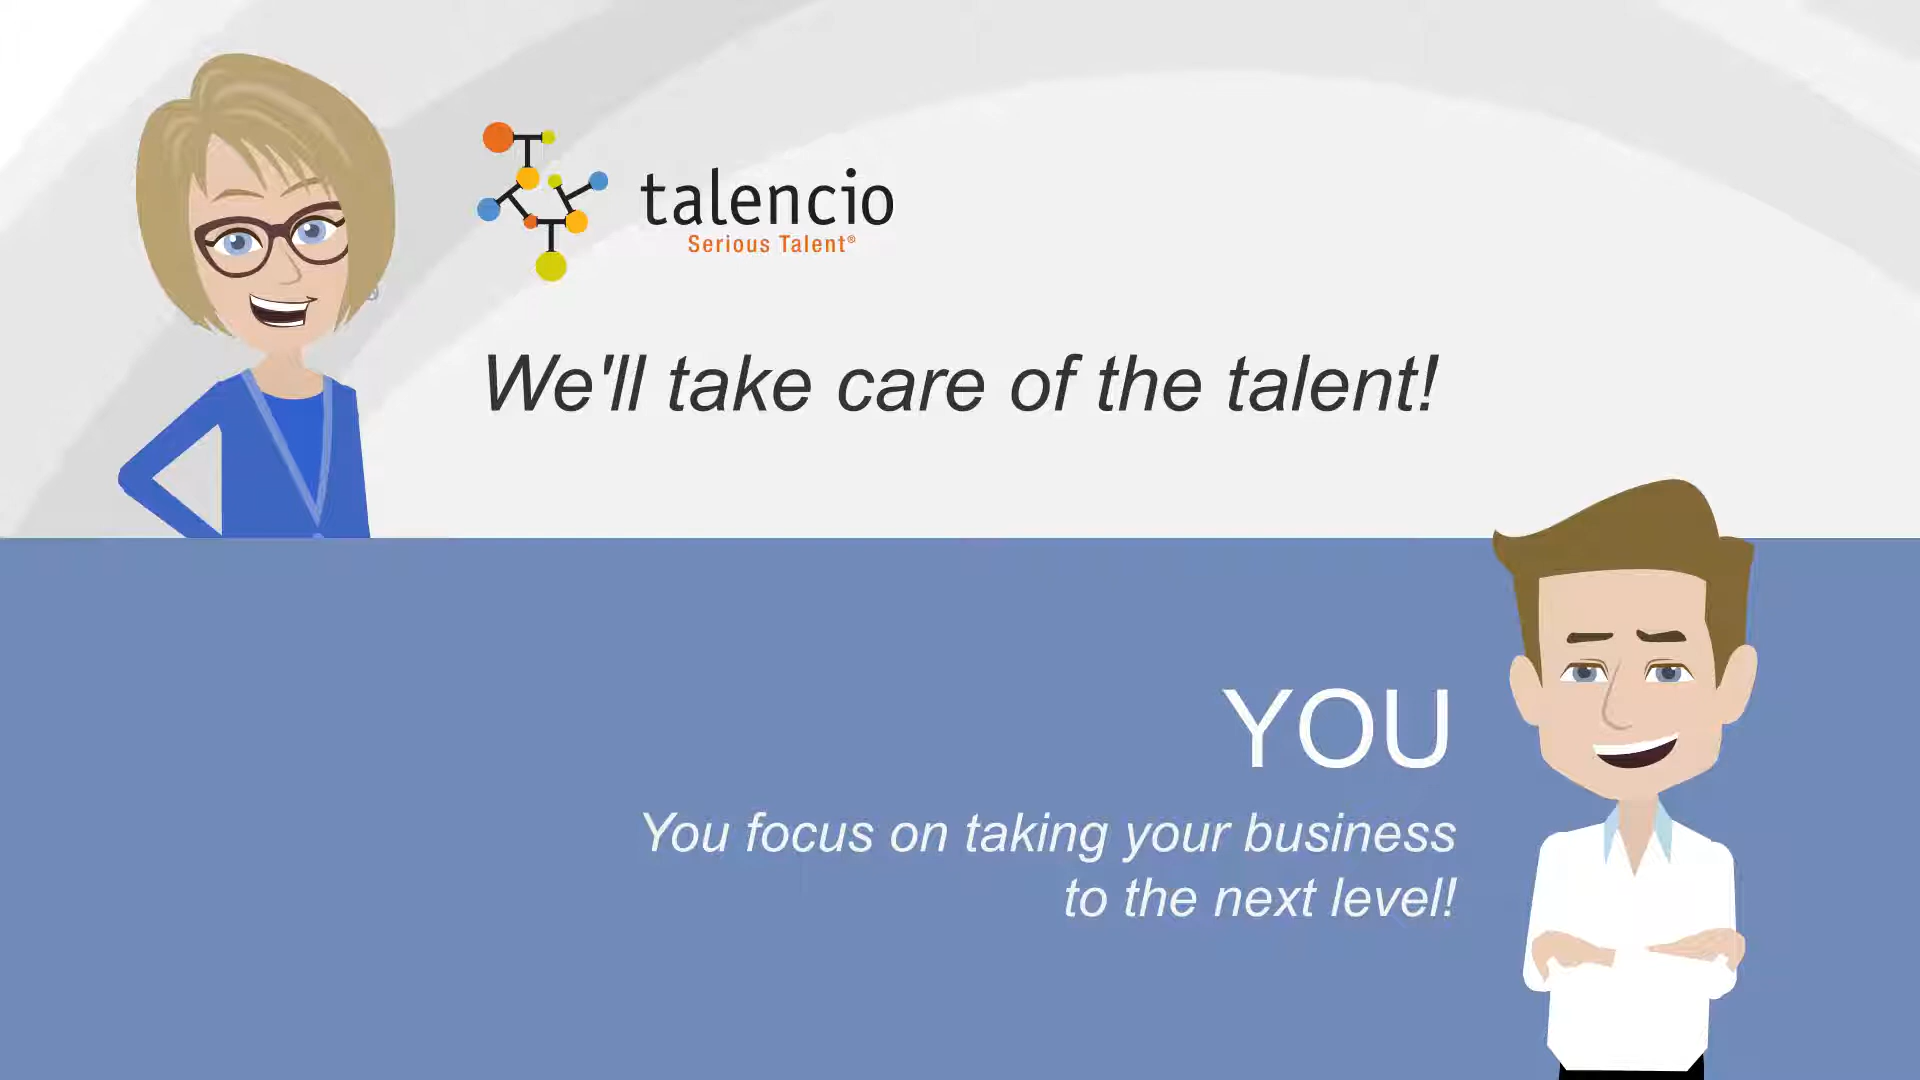 talencio
Serious Talent®
We'll take care of the talent!
YOU
You focus on taking your business
to the next level!